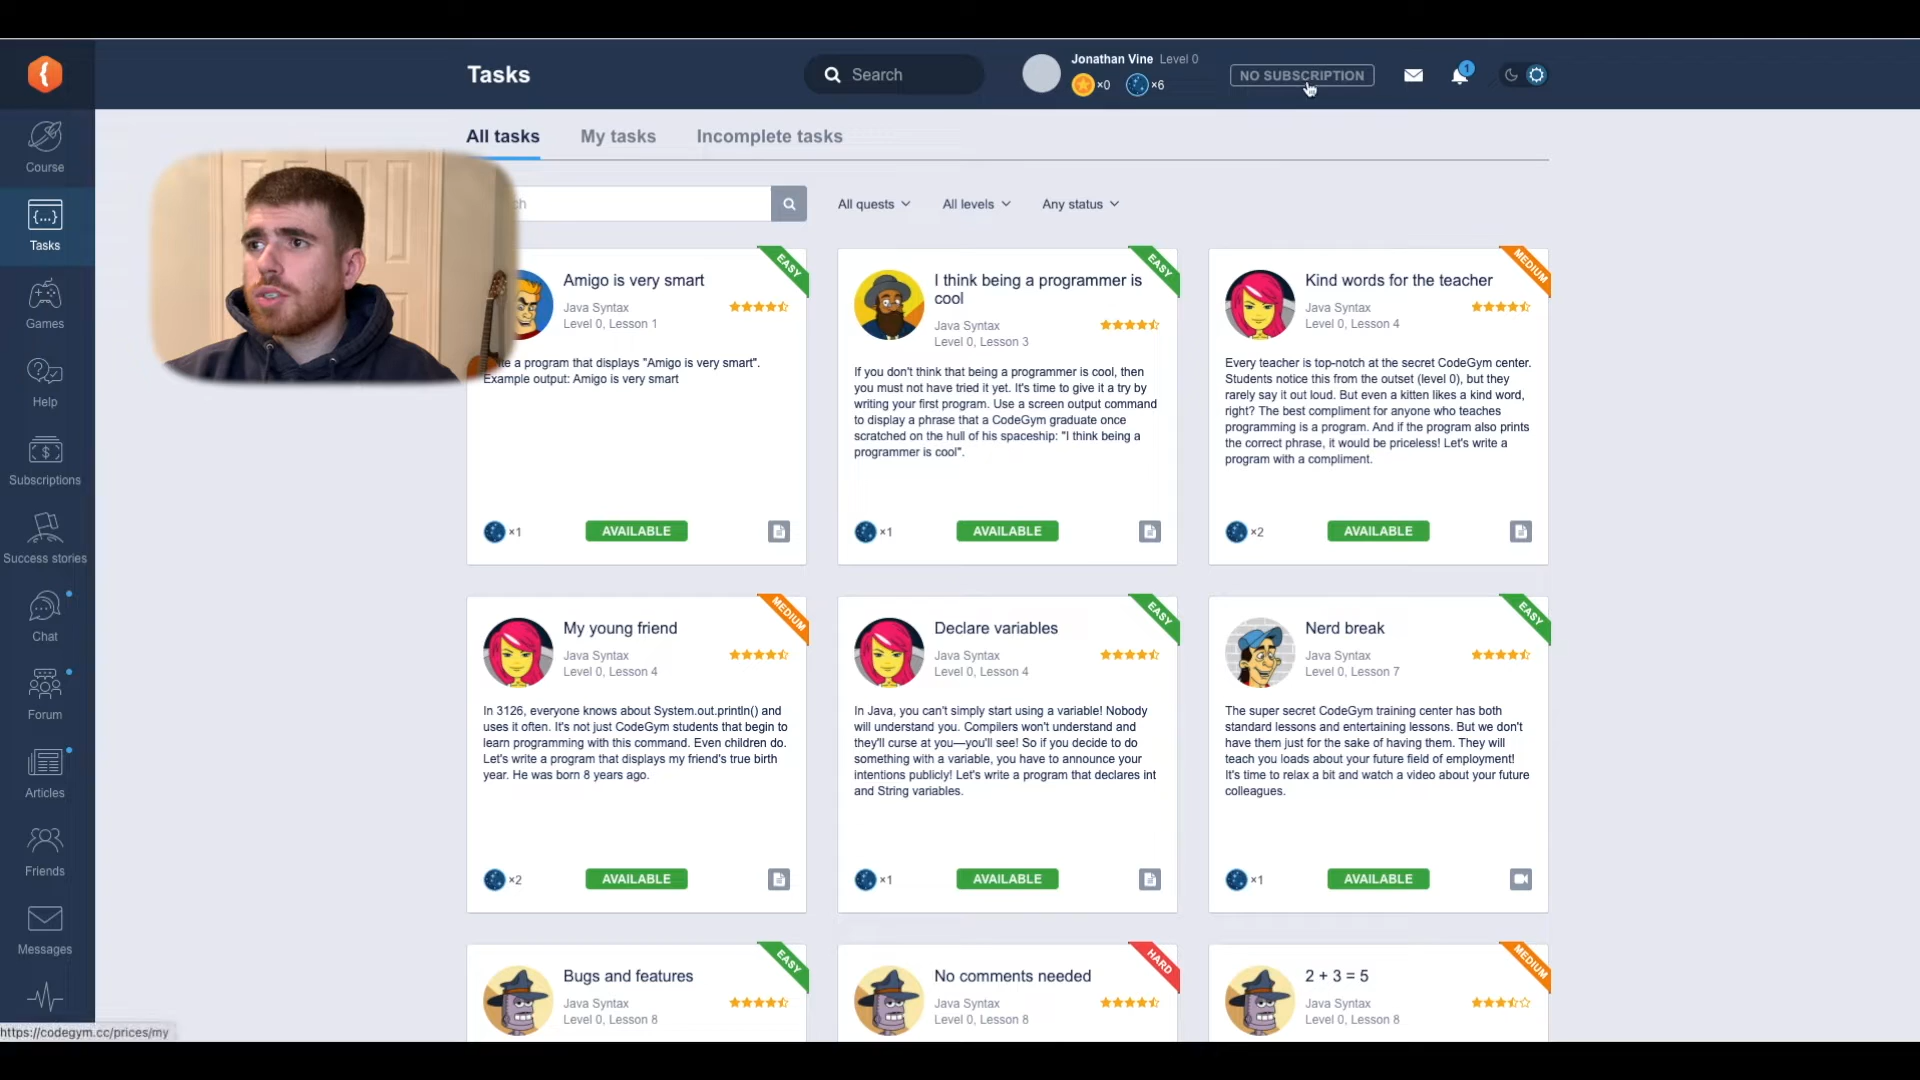 Tasks
Search
Jonathan Vine Level 0
×0 ×6
NO SUBSCRIPTION
1
Course
{...}
Tasks
Games
Help
Subscriptions
Success stories
Chat
Forum
Articles
Friends
Messages
All tasks My tasks Incomplete tasks
All quests All levels Any status
EASY
Amigo is very smart
Java Syntax
Level 0, Lesson 1
a program that displays "Amigo is very smart".
Example output: Amigo is very smart
×1 AVAILABLE
EASY
I think being a programmer is
cool
Java Syntax
Level 0, Lesson 3
If you don't think that being a programmer is cool, then
you must not have tried it yet. It's time to give it a try by
writing your first program. Use a screen output command
to display a phrase that a CodeGym graduate once
scratched on the hull of his spaceship: "I think being a
programmer is cool".
×1 AVAILABLE
MEDIUM
Kind words for the teacher
Java Syntax
Level 0, Lesson 4
Every teacher is top-notch at the secret CodeGym center.
Students notice this from the outset (level 0), but they
rarely say it out loud. But even a kitten likes a kind word,
right? The best compliment for anyone who teaches
programming is a program. And if the program also prints
the correct phrase, it would be priceless! Let's write a
program with a compliment.
×2 AVAILABLE
MEDIUM
My young friend
Java Syntax
Level 0, Lesson 4
In 3126, everyone knows about System.out.println() and
uses it often. It's not just CodeGym students that begin to
learn programming with this command. Even children do.
Let's write a program that displays my friend's true birth
year. He was born 8 years ago.
×2 AVAILABLE
EASY
Declare variables
Java Syntax
Level 0, Lesson 4
In Java, you can't simply start using a variable! Nobody
will understand you. Compilers won't understand and
they'll curse at you—you'll see! So if you decide to do
something with a variable, you have to announce your
intentions publicly! Let's write a program that declares int
and String variables.
×1 AVAILABLE
EASY
Nerd break
Java Syntax
Level 0, Lesson 7
The super secret CodeGym training center has both
standard lessons and entertaining lessons. But we don't
have them just for the sake of having them. They will
teach you loads about your future field of employment!
It's time to relax a bit and watch a video about your future
colleagues.
×1 AVAILABLE
EASY
Bugs and features
Java Syntax
Level 0, Lesson 8
HARD
No comments needed
Java Syntax
Level 0, Lesson 8
MEDIUM
2 + 3 = 5
Java Syntax
Level 0, Lesson 8
https://codegym.cc/prices/my